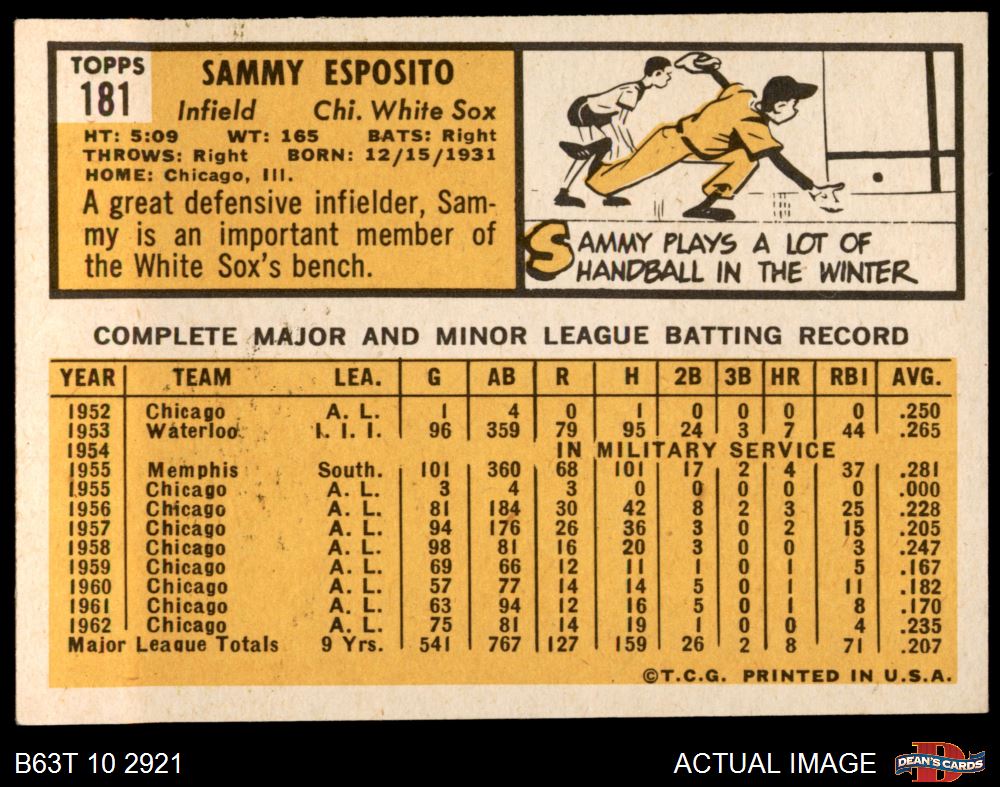 TOPPS
181
SAMMY ESPOSITO
Infield Chi. White Sox
HT: 5:09 WT: 165 BATS: Right
THROWS: Right BORN: 12/15/1931
HOME: Chicago, Ill.
A great defensive infielder, Sam-
my is an important member of
the White Sox's bench.
SAMMY PLAYS A LOT OF
HANDBALL IN THE WINTER
COMPLETE MAJOR AND MINOR LEAGUE BATTING RECORD
YEAR TEAM LEA. G AB R H 2B 3B HR RBI AVG.
1952 Chicago A. L. 1 4 0 1 0 0 0 0 .250
1953 Waterloo I. I. I. 96 359 79 95 24 3 7 44 .265
1954 IN MILITARY SERVICE
1955 Memphis South. 101 360 68 101 17 2 4 37 .281
1955 Chicago A. L. 3 4 3 0 0 0 0 0 .000
1956 Chicago A. L. 81 184 30 42 8 2 3 25 .228
1957 Chicago A. L. 94 176 26 36 3 0 2 15 .205
1958 Chicago A. L. 98 81 16 20 3 0 0 3 .247
1959 Chicago A. L. 69 66 12 11 1 0 1 5 .167
1960 Chicago A. L. 57 77 14 14 5 0 1 11 .182
1961 Chicago A. L. 63 94 12 16 5 0 1 8 .170
1962 Chicago A. L. 75 81 14 19 1 0 0 4 .235
Major League Totals 9 Yrs. 541 767 127 159 26 2 8 71 .207
©T.C.G. PRINTED IN U.S.A.
B63T 10 2921 ACTUAL IMAGE DEAN'S CARDS